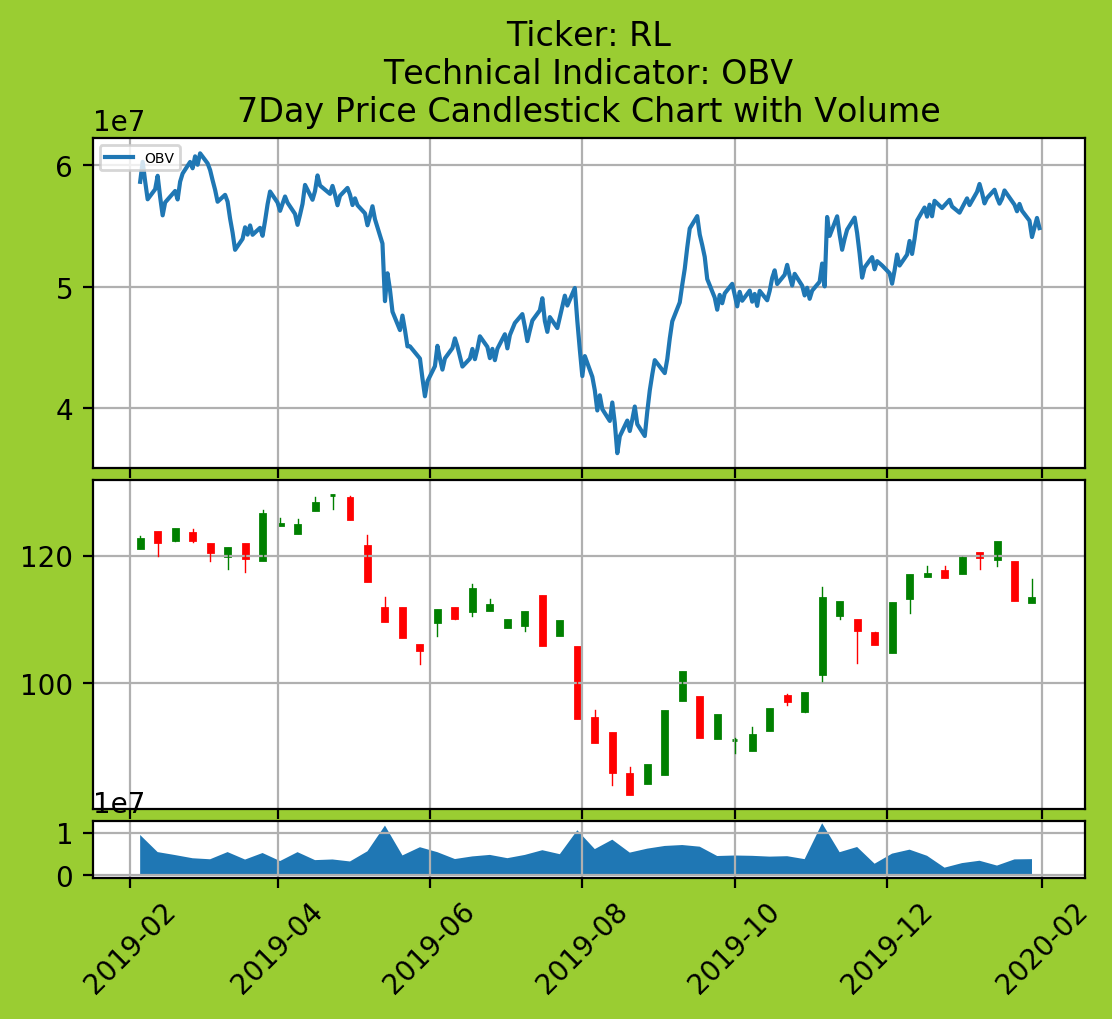 Ticker: RL
Technical Indicator: OBV
7Day Price Candlestick Chart with Volume
1e7
OBV
6
5
4
120
100
1e7
1
0
2019-02
2019-04
2019-06
2019-08
2019-10
2019-12
2020-02